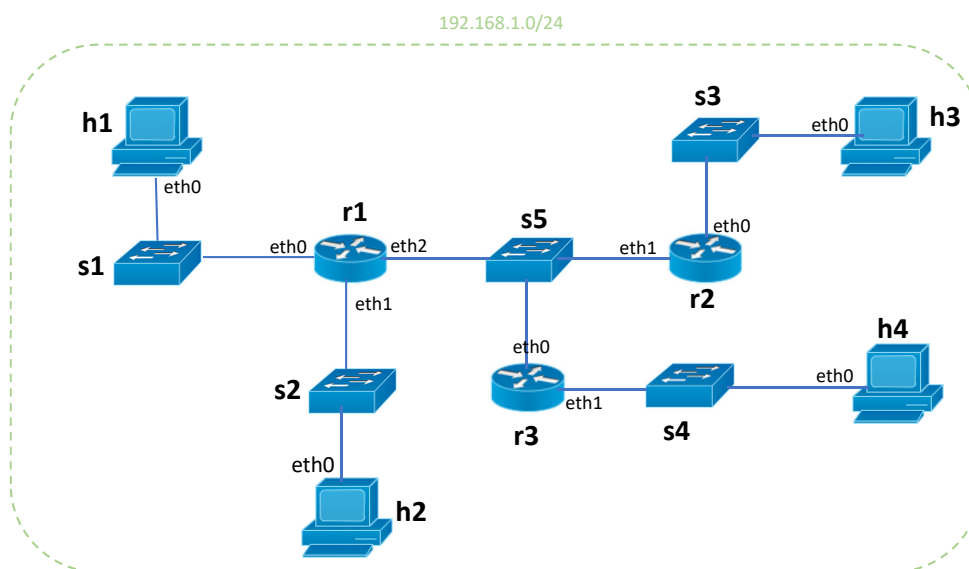 192.168.1.0/24
h1
eth0
s1
eth0
r1
eth2
eth1
s2
eth0
h2
s5
eth1
r2
eth0
s3
eth0
h3
eth0
r3
eth1
s4
eth0
h4